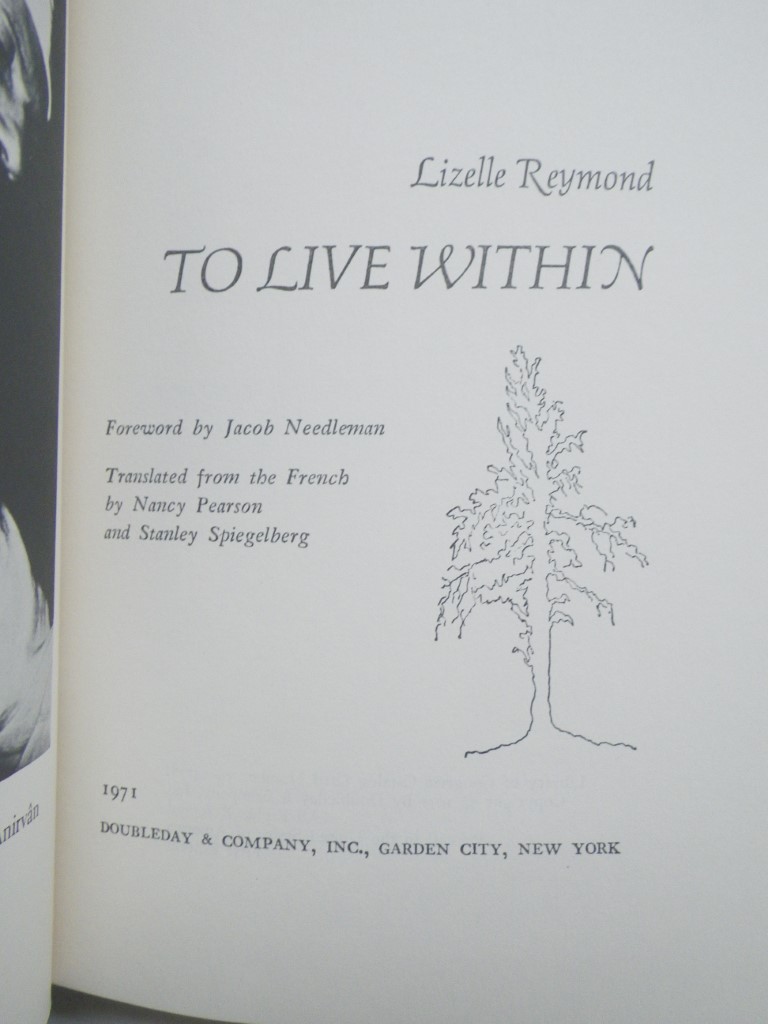 Lizelle Reymond
TO LIVE WITHIN
Foreword by Jacob Needleman
Translated from the French
by Nancy Pearson
and Stanley Spiegelberg
1971
DOUBLEDAY & COMPANY, INC., GARDEN CITY, NEW YORK